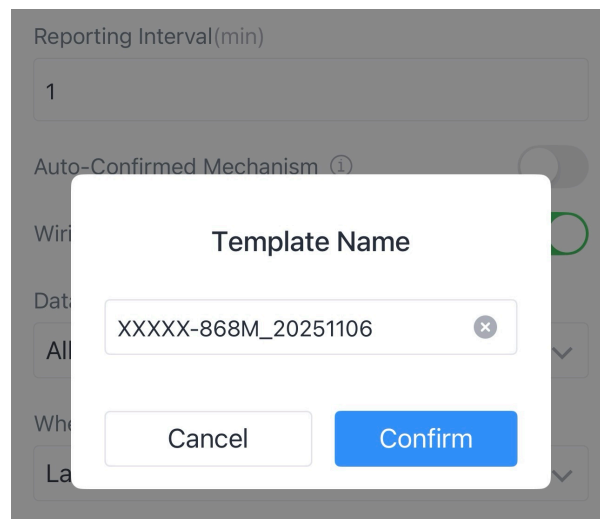 Reporting Interval(min)
1
Auto-Confirmed Mechanism
Template Name
XXXXX-868M_20251106
Cancel
Confirm